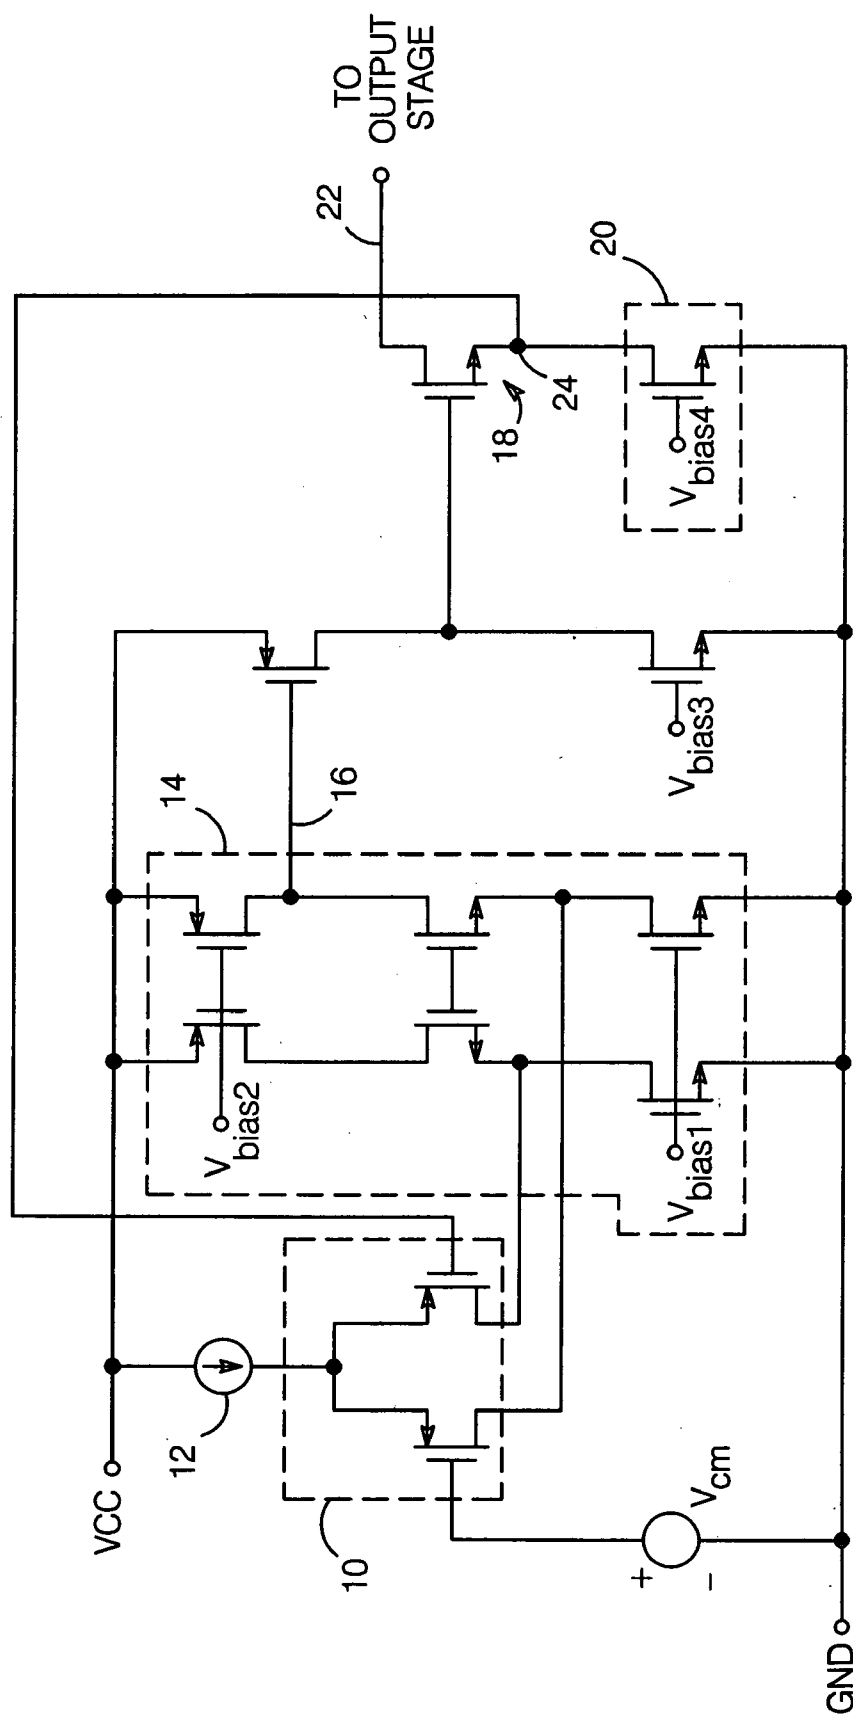 VCC
12
10
V_cm
+
−
GND
14
V_bias2
V_bias1
16
V_bias3
18
24
20
V_bias4
22
TO
OUTPUT
STAGE